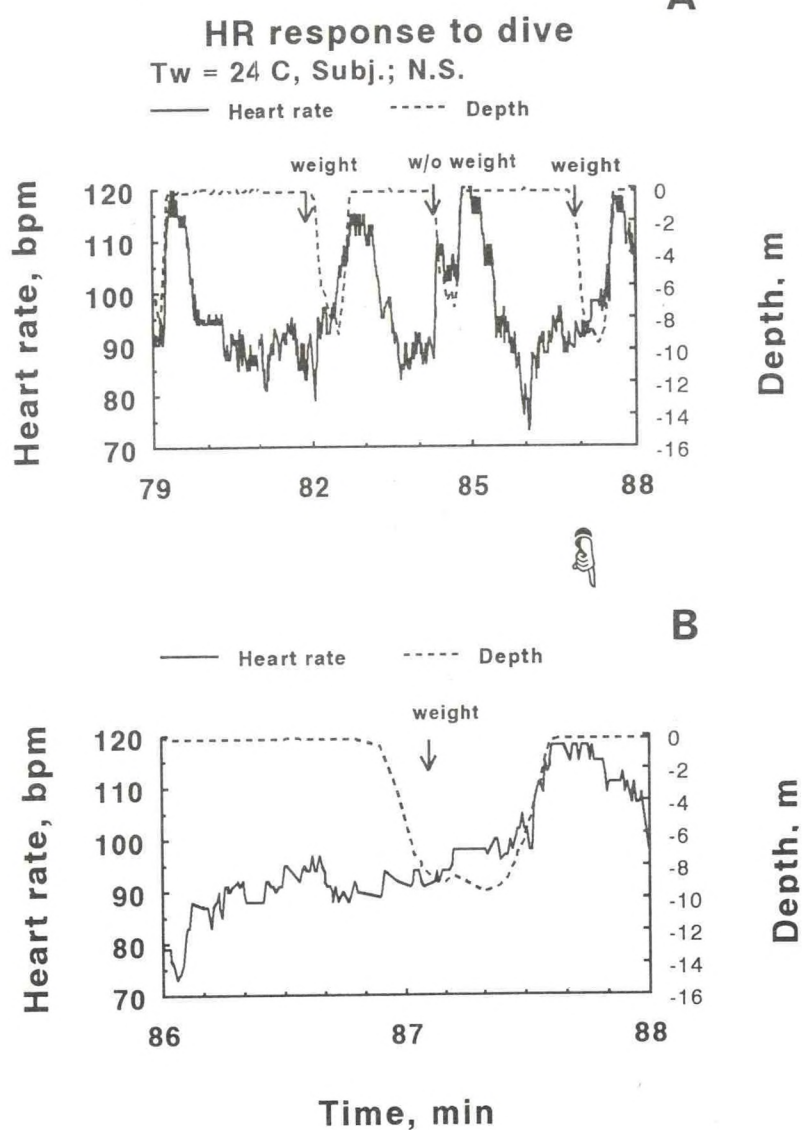 A
HR response to dive
Tw = 24 C, Subj.; N.S.
Heart rate Depth
weight w/o weight weight
Heart rate, bpm
120
110
100
90
80
70
0
-2
-4
-6
-8
-10
-12
-14
-16
Depth, m
79 82 85 88
B
Heart rate Depth
weight
Heart rate, bpm
120
110
100
90
80
70
0
-2
-4
-6
-8
-10
-12
-14
-16
Depth, m
86 87 88
Time, min